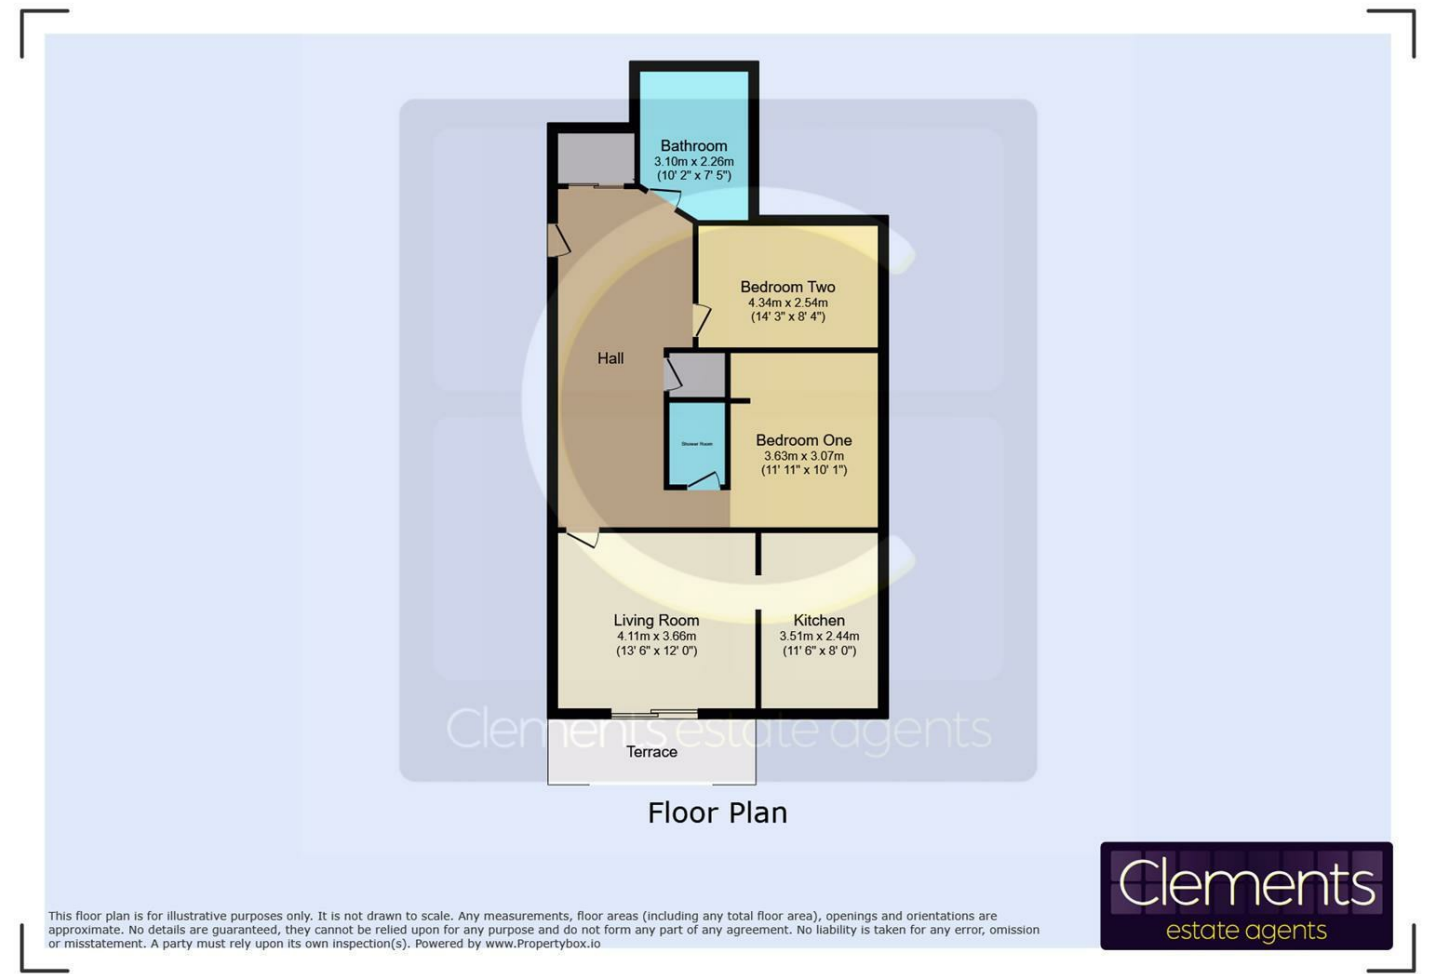 Bathroom
3.10m x 2.26m
(10' 2" x 7' 5")
Bedroom Two
4.34m x 2.54m
(14' 3" x 8' 4")
Hall
Shower Room
Bedroom One
3.63m x 3.07m
(11' 11" x 10' 1")
Living Room
4.11m x 3.66m
(13' 6" x 12' 0")
Kitchen
3.51m x 2.44m
(11' 6" x 8' 0")
Clements estate agents
Terrace
Floor Plan
Clements
estate agents
This floor plan is for illustrative purposes only. It is not drawn to scale. Any measurements, floor areas (including any total floor area), openings and orientations are
approximate. No details are guaranteed, they cannot be relied upon for any purpose and do not form any part of any agreement. No liability is taken for any error, omission
or misstatement. A party must rely upon its own inspection(s). Powered by www.Propertybox.io